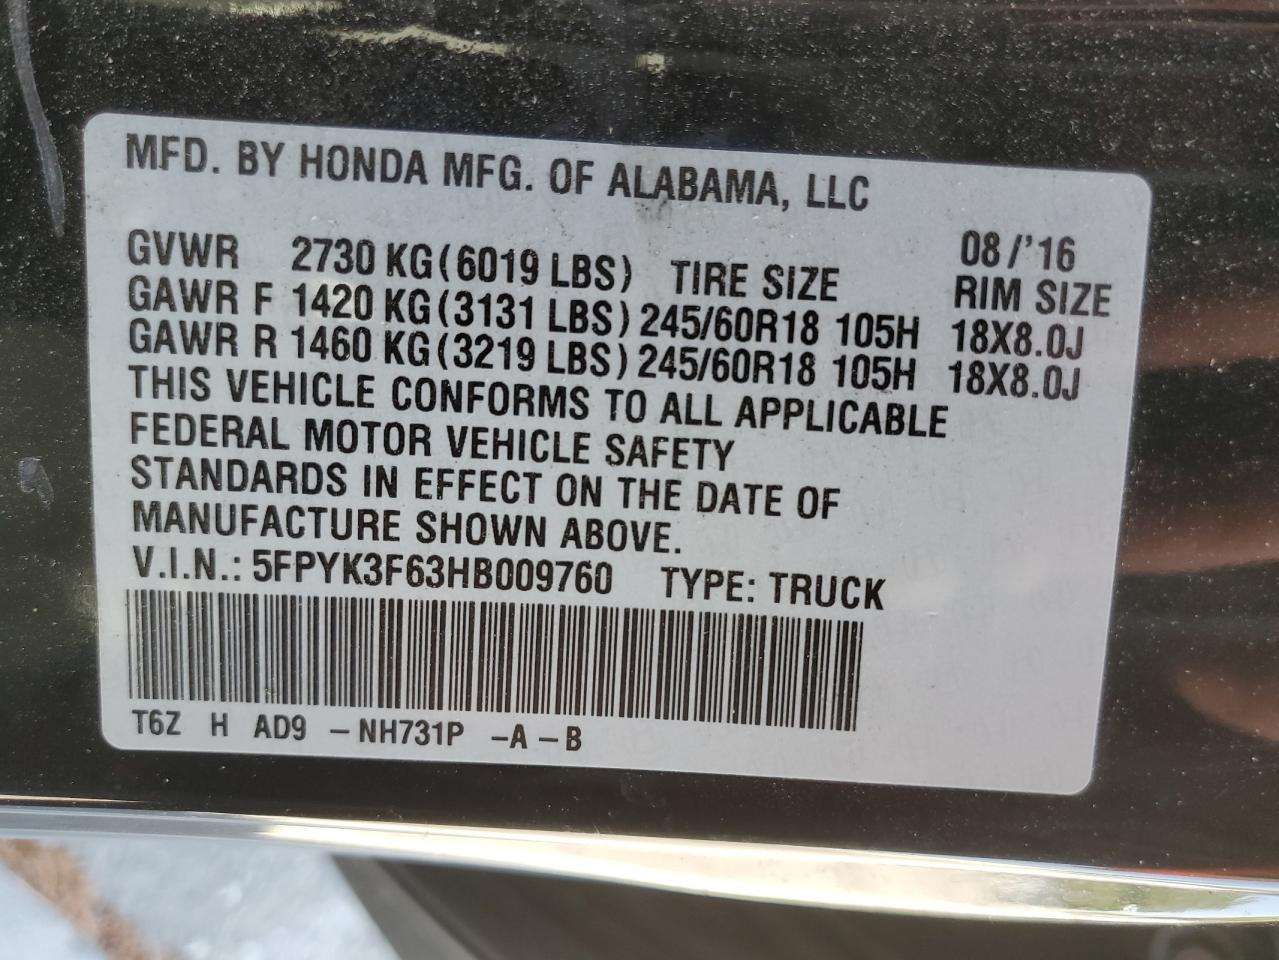 MFD. BY HONDA MFG. OF ALABAMA, LLC
08/'16
GVWR 2730 KG(6019 LBS) TIRE SIZE RIM SIZE
GAWR F 1420 KG(3131 LBS) 245/60R18 105H 18X8.0J
GAWR R 1460 KG(3219 LBS) 245/60R18 105H 18X8.0J
THIS VEHICLE CONFORMS TO ALL APPLICABLE
FEDERAL MOTOR VEHICLE SAFETY
STANDARDS IN EFFECT ON THE DATE OF
MANUFACTURE SHOWN ABOVE.
V.I.N.: 5FPYK3F63HB009760 TYPE: TRUCK
T6Z H AD9 -NH731P -A-B